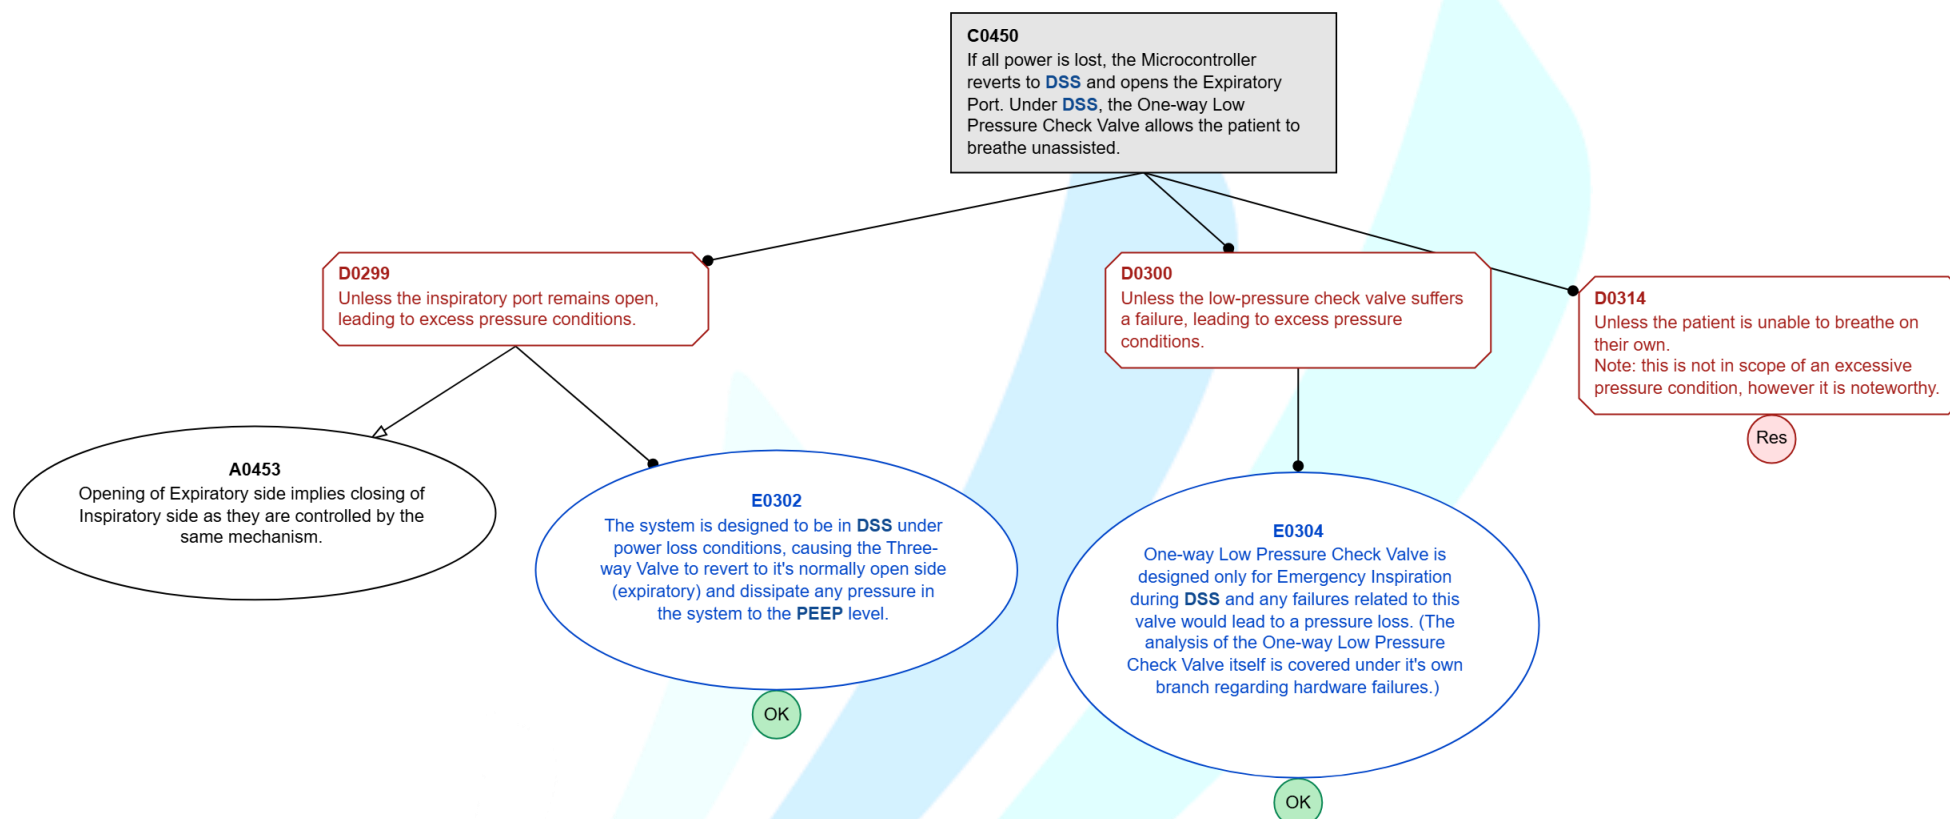 C0450
If all power is lost, the Microcontroller
reverts to DSS and opens the Expiratory
Port. Under DSS, the One-way Low
Pressure Check Valve allows the patient to
breathe unassisted.
D0299
Unless the inspiratory port remains open,
leading to excess pressure conditions.
D0300
Unless the low-pressure check valve suffers
a failure, leading to excess pressure
conditions.
D0314
Unless the patient is unable to breathe on
their own.
Note: this is not in scope of an excessive
pressure condition, however it is noteworthy.
Res
A0453
Opening of Expiratory side implies closing of
Inspiratory side as they are controlled by the
same mechanism.
E0302
The system is designed to be in DSS under
power loss conditions, causing the Three-
way Valve to revert to it's normally open side
(expiratory) and dissipate any pressure in
the system to the PEEP level.
OK
E0304
One-way Low Pressure Check Valve is
designed only for Emergency Inspiration
during DSS and any failures related to this
valve would lead to a pressure loss. (The
analysis of the One-way Low Pressure
Check Valve itself is covered under it's own
branch regarding hardware failures.)
OK